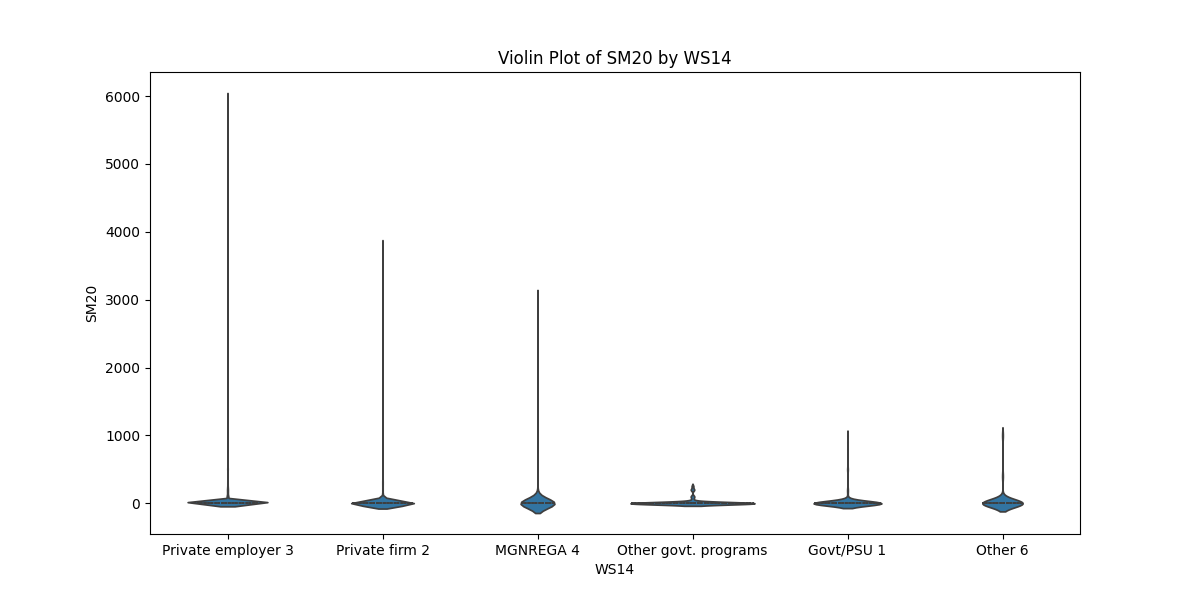 Violin Plot of SM20 by WS14
6000
5000
4000
3000
2000
1000
0
SM20
Private employer 3 Private firm 2 MGNREGA 4 Other govt. programs Govt/PSU 1 Other 6
WS14